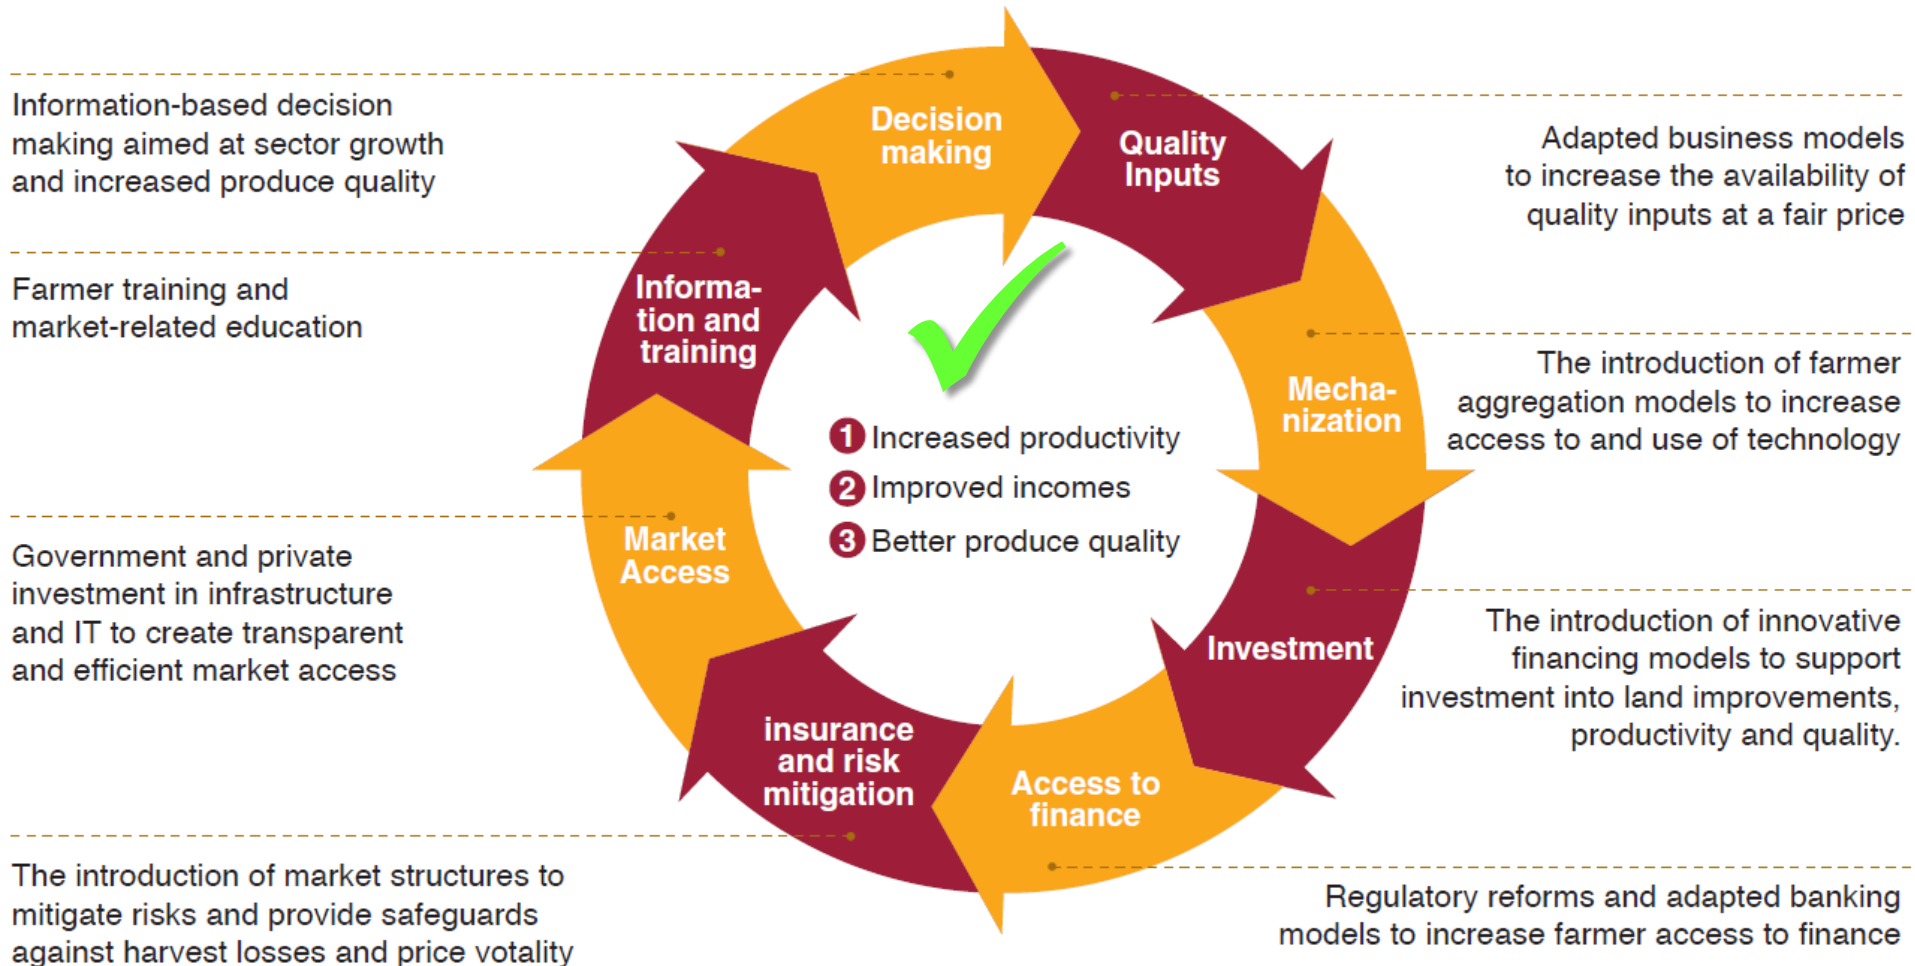 Information-based decision
making aimed at sector growth
and increased produce quality
Farmer training and
market-related education
Government and private
investment in infrastructure
and IT to create transparent
and efficient market access
The introduction of market structures to
mitigate risks and provide safeguards
against harvest losses and price votality
Decision
making
Quality
Inputs
Mecha-
nization
Investment
Access to
finance
insurance
and risk
mitigation
Market
Access
Informa-
tion and
training
1 Increased productivity
2 Improved incomes
3 Better produce quality
Adapted business models
to increase the availability of
quality inputs at a fair price
The introduction of farmer
aggregation models to increase
access to and use of technology
The introduction of innovative
financing models to support
investment into land improvements,
productivity and quality.
Regulatory reforms and adapted banking
models to increase farmer access to finance